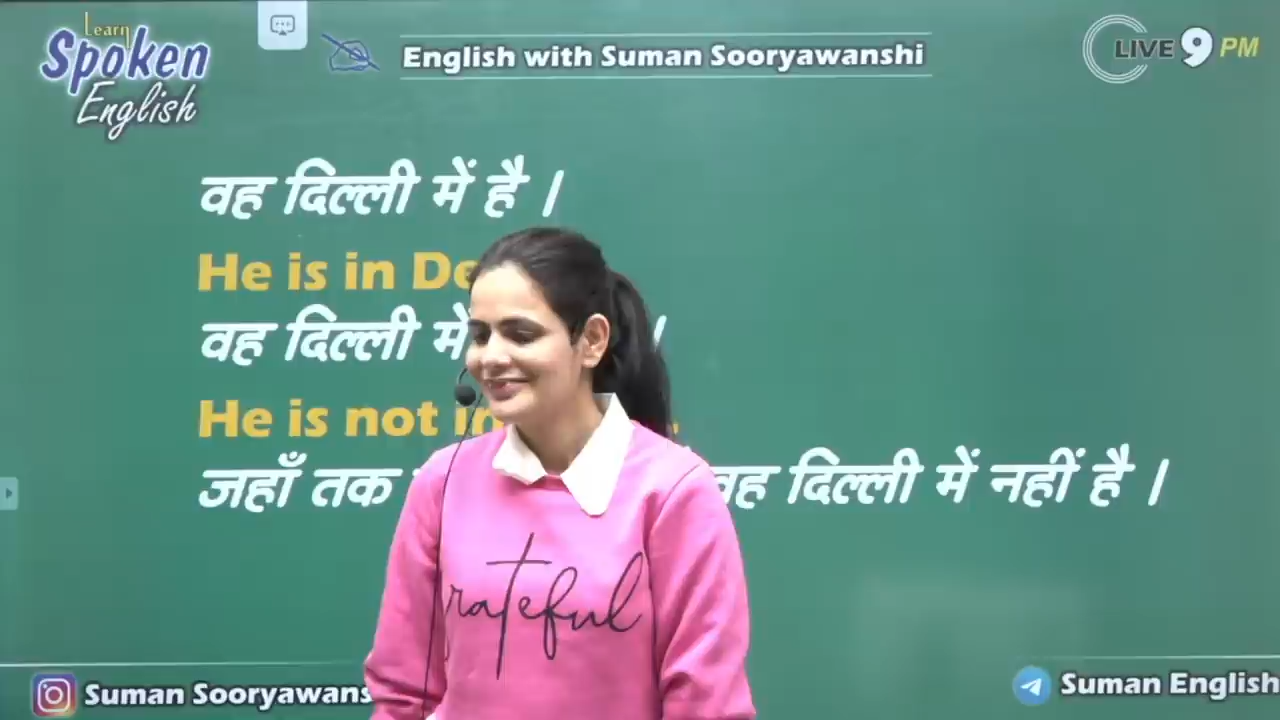 Learn
Spoken
English
English with Suman Sooryawanshi
LIVE 9 PM
वह दिल्ली में है ।
He is in
वह दिल्ली में ।
He is not in .
जहाँ तक वह दिल्ली में नहीं है ।
rateful
Suman Sooryawans
Suman English